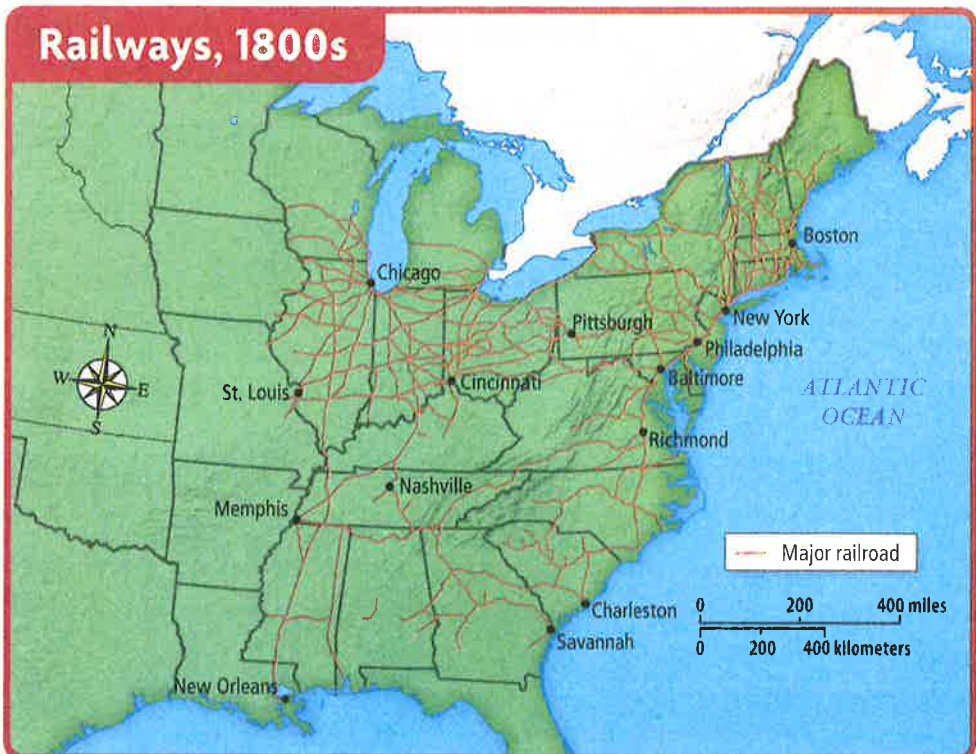 Railways, 1800s
Boston
Chicago
New York
Pittsburgh
Philadelphia
N
W
E
S
St. Louis
Cincinnati
Baltimore
ATLANTIC
OCEAN
Richmond
Nashville
Memphis
Major railroad
Charleston
0 200 400 miles
0 200 400 kilometers
Savannah
New Orleans